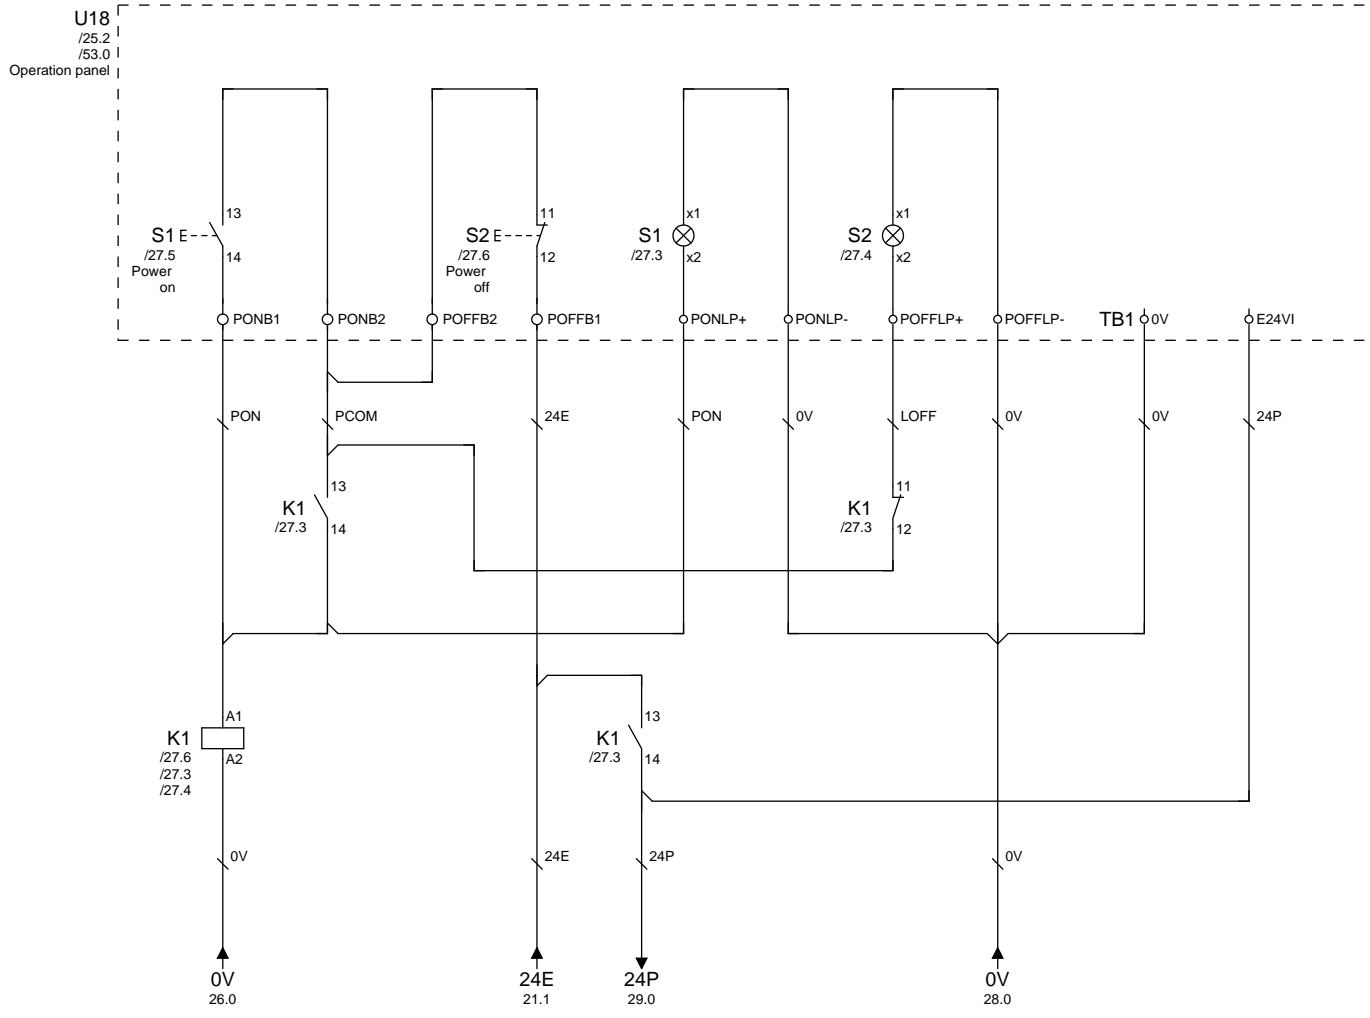 U18
/25.2
/53.0
Operation panel
13
11
x1
x1
S1
S2
S1
S2
/27.5
/27.6
/27.3
/27.4
14
12
x2
x2
Power
on
Power
off
PONB1
PONB2
POFFB2
POFFB1
PONLP+
PONLP-
POFFLP+
POFFLP-
TB1
0V
E24VI
PON
PCOM
24E
PON
0V
LOFF
0V
0V
24P
13
11
K1
/27.3
14
K1
/27.3
12
A1
13
K1
/27.6
/27.3
/27.4
A2
K1
/27.3
14
0V
24E
24P
0V
0V
26.0
24E
21.1
24P
29.0
0V
28.0